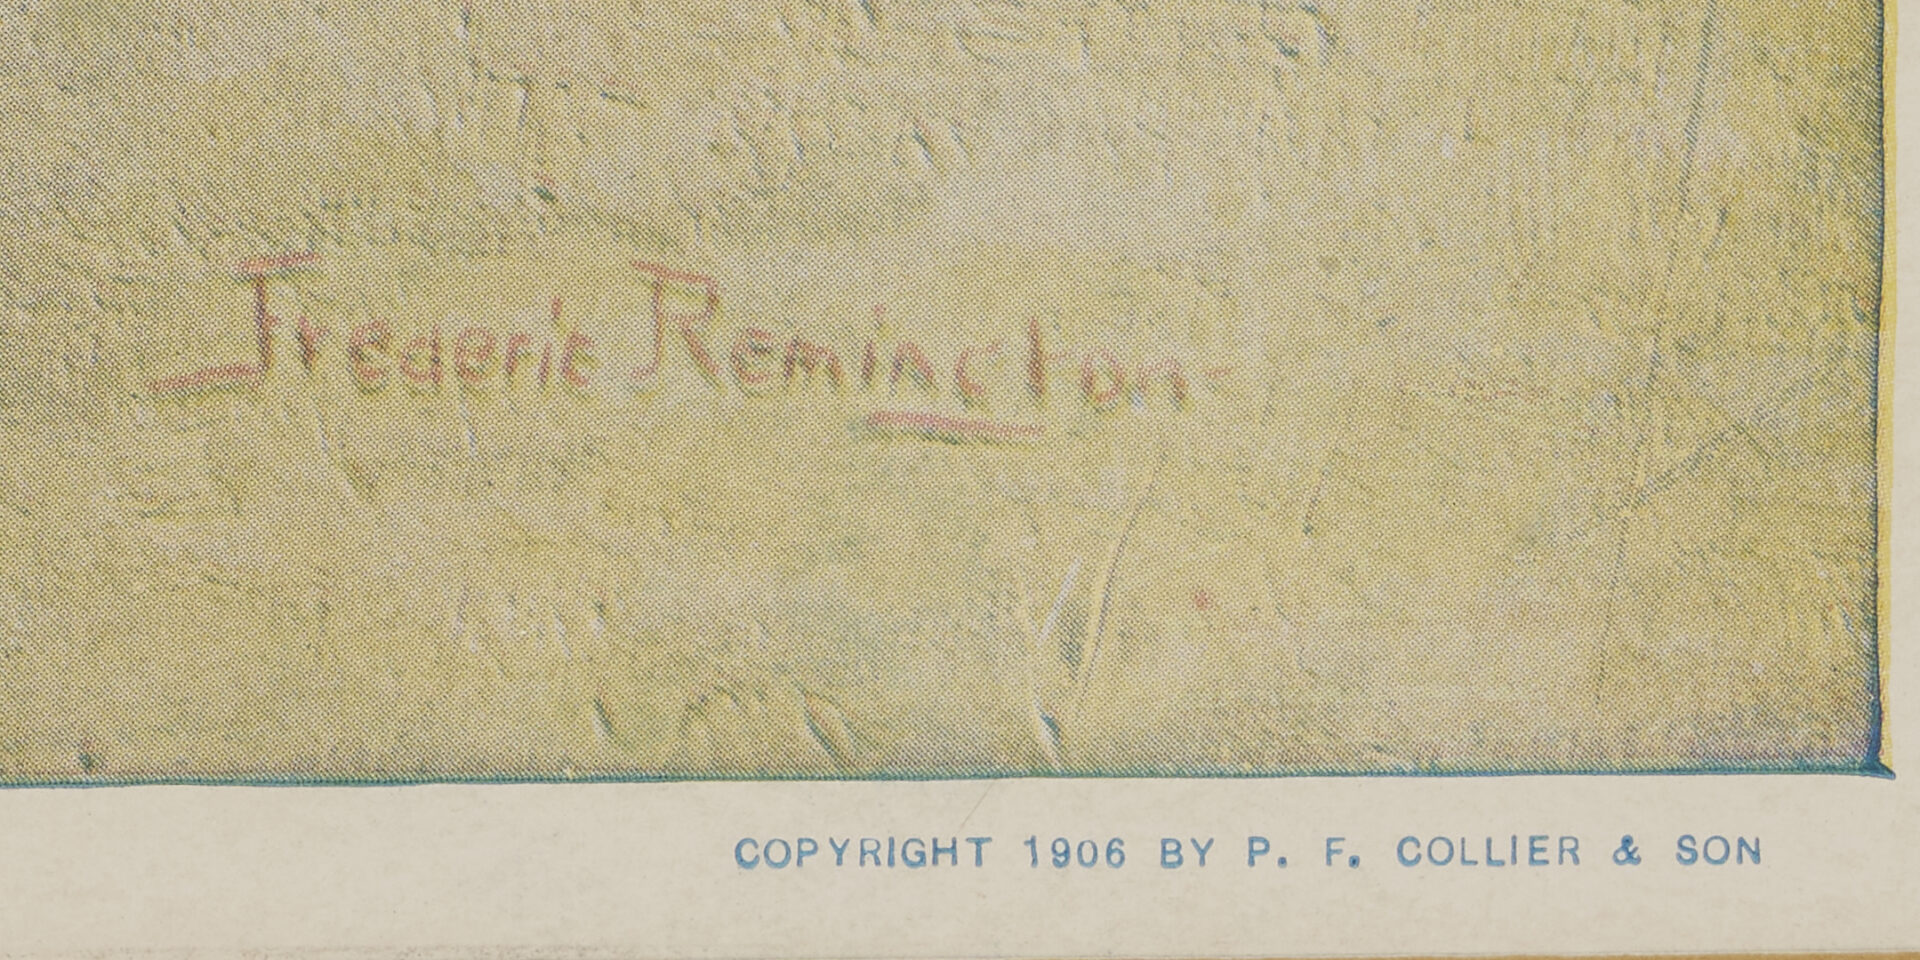 Frederic Remington-
COPYRIGHT 1906 BY P. F. COLLIER & SON